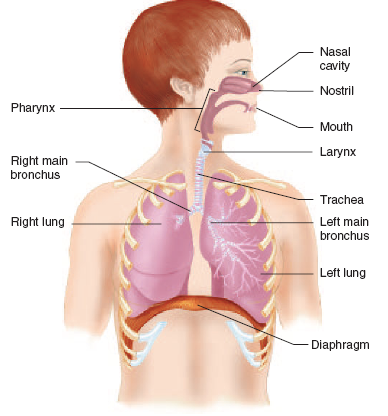 Nasal
cavity
Nostril
Pharynx
Mouth
Larynx
Right main
bronchus
Trachea
Right lung
Left main
bronchus
Left lung
Diaphragm